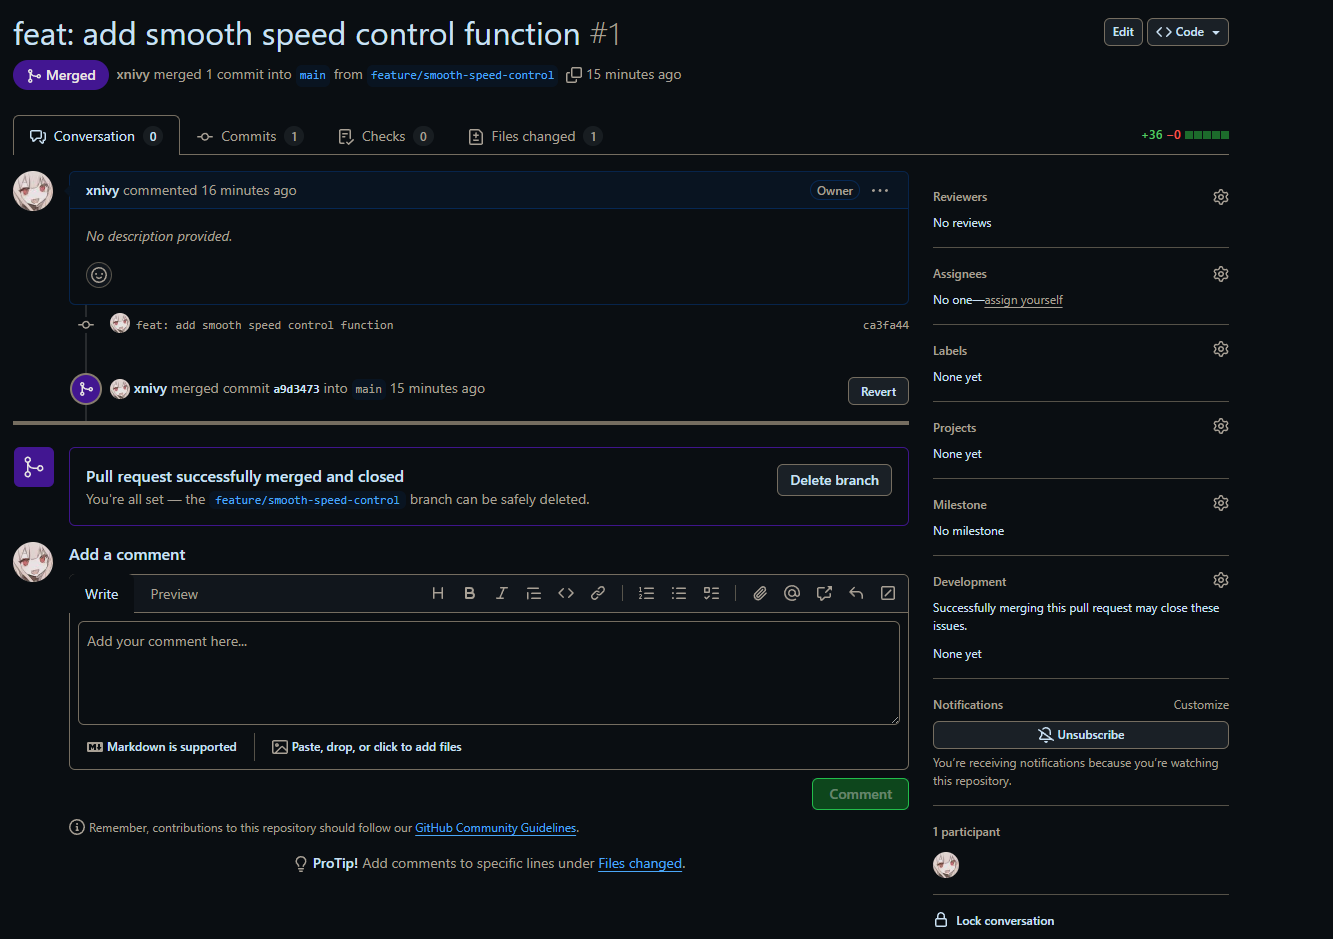 feat: add smooth speed control function #1
Edit
Code
Merged
xnivy merged 1 commit into main from feature/smooth-speed-control 15 minutes ago
Conversation 0
Commits 1
Checks 0
Files changed 1
+36 −0
xnivy commented 16 minutes ago
Owner
No description provided.
feat: add smooth speed control function
ca3fa44
xnivy merged commit a9d3473 into main 15 minutes ago
Revert
Pull request successfully merged and closed
You're all set — the feature/smooth-speed-control branch can be safely deleted.
Delete branch
Add a comment
Write
Preview
Add your comment here...
Markdown is supported
Paste, drop, or click to add files
Comment
Remember, contributions to this repository should follow our GitHub Community Guidelines.
ProTip! Add comments to specific lines under Files changed.
Reviewers
No reviews
Assignees
No one—assign yourself
Labels
None yet
Projects
None yet
Milestone
No milestone
Development
Successfully merging this pull request may close these
issues.
None yet
Notifications
Customize
Unsubscribe
You're receiving notifications because you're watching
this repository.
1 participant
Lock conversation